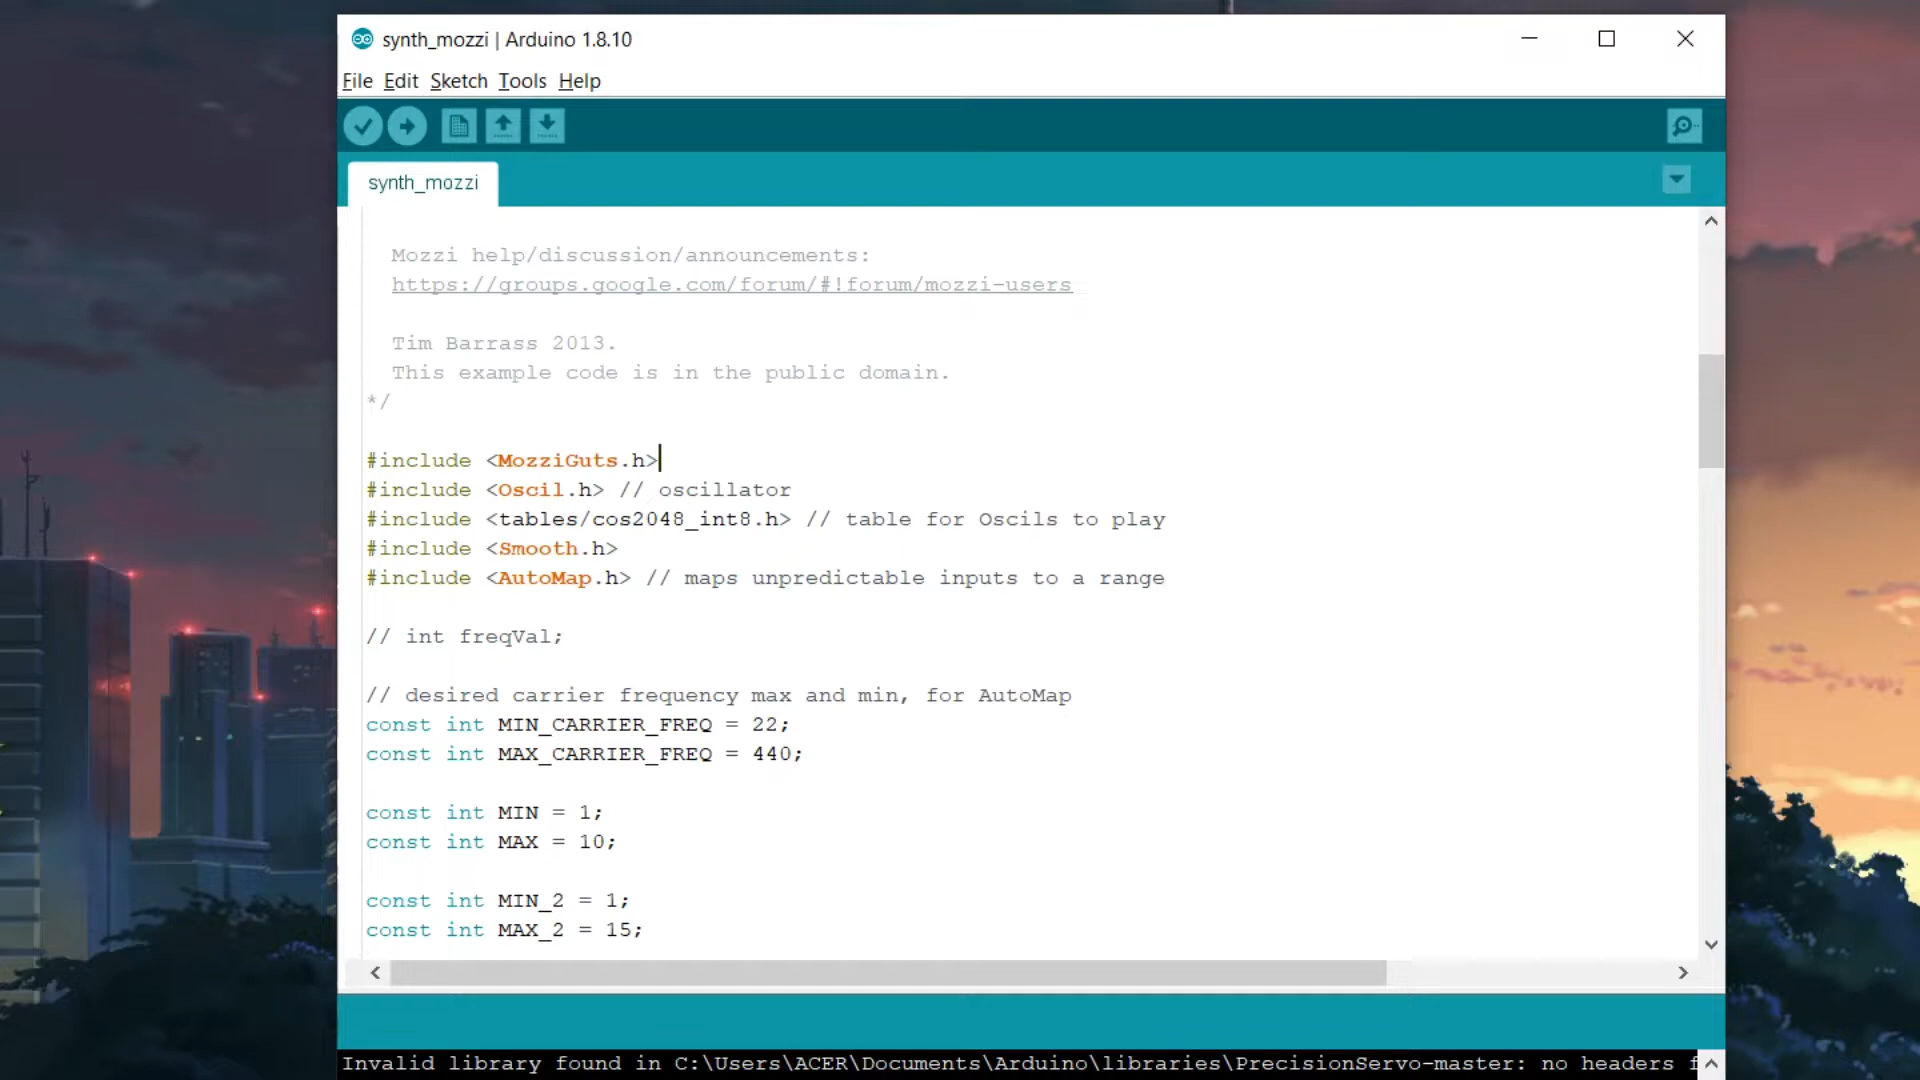 synth_mozzi | Arduino 1.8.10
File Edit Sketch Tools Help
synth_mozzi
Mozzi help/discussion/announcements:
https://groups.google.com/forum/#!forum/mozzi-users
Tim Barrass 2013.
This example code is in the public domain.
*/
#include <MozziGuts.h>
#include <Oscil.h> // oscillator
#include <tables/cos2048_int8.h> // table for Oscils to play
#include <Smooth.h>
#include <AutoMap.h> // maps unpredictable inputs to a range
// int freqVal;
// desired carrier frequency max and min, for AutoMap
const int MIN_CARRIER_FREQ = 22;
const int MAX_CARRIER_FREQ = 440;
const int MIN = 1;
const int MAX = 10;
const int MIN_2 = 1;
const int MAX_2 = 15;
Invalid library found in C:\Users\ACER\Documents\Arduino\libraries\PrecisionServo-master: no headers f